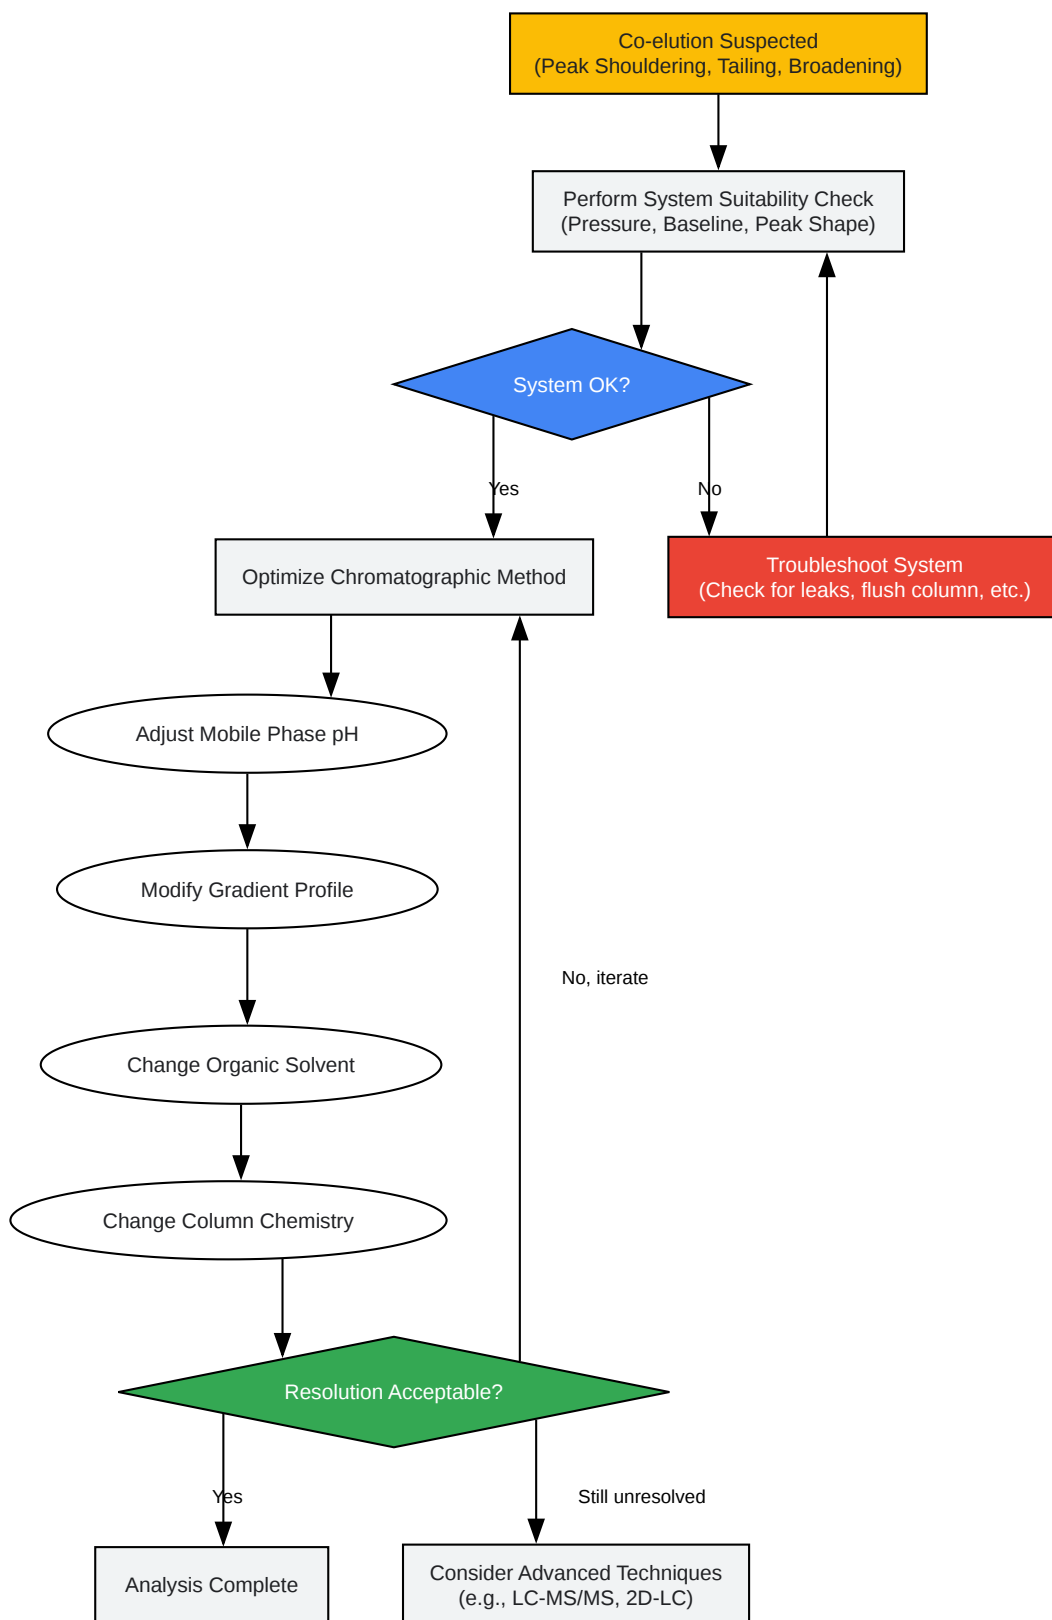 Co-elution Suspected
(Peak Shouldering, Tailing, Broadening)
Perform System Suitability Check
(Pressure, Baseline, Peak Shape)
System OK?
Yes
No
Optimize Chromatographic Method
Troubleshoot System
(Check for leaks, flush column, etc.)
Adjust Mobile Phase pH
Modify Gradient Profile
No, iterate
Change Organic Solvent
Change Column Chemistry
Resolution Acceptable?
Yes
Still unresolved
Analysis Complete
Consider Advanced Techniques
(e.g., LC-MS/MS, 2D-LC)